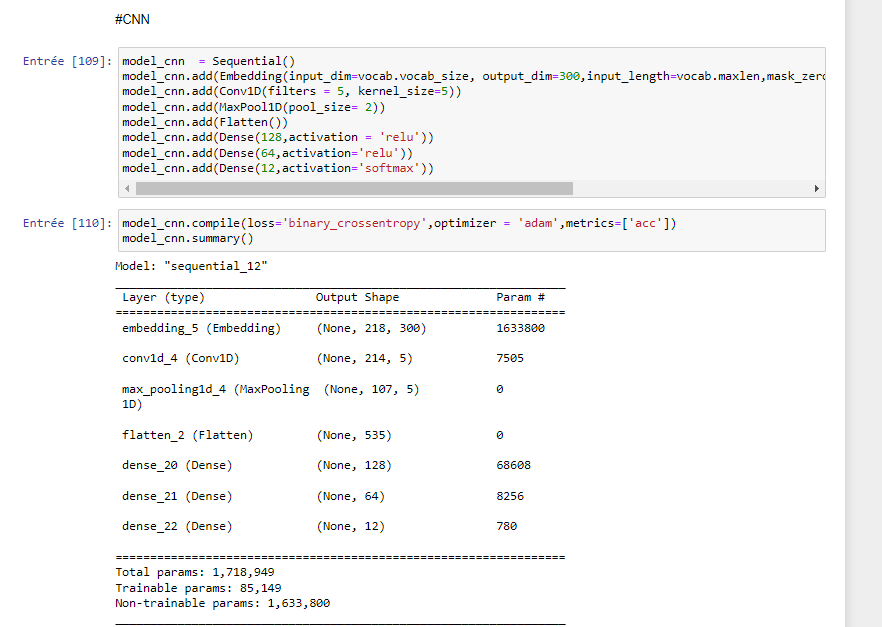 #CNN
Entrée [109]: model_cnn  = Sequential()
model_cnn.add(Embedding(input_dim=vocab.vocab_size, output_dim=300,input_length=vocab.maxlen,mask_zero
model_cnn.add(Conv1D(filters = 5, kernel_size=5))
model_cnn.add(MaxPool1D(pool_size= 2))
model_cnn.add(Flatten())
model_cnn.add(Dense(128,activation = 'relu'))
model_cnn.add(Dense(64,activation='relu'))
model_cnn.add(Dense(12,activation='softmax'))
Entrée [110]: model_cnn.compile(loss='binary_crossentropy',optimizer = 'adam',metrics=['acc'])
model_cnn.summary()
Model: "sequential_12"
_________________________________________________________________
Layer (type)                Output Shape              Param #
=================================================================
embedding_5 (Embedding)     (None, 218, 300)          1633800
conv1d_4 (Conv1D)           (None, 214, 5)            7505
max_pooling1d_4 (MaxPooling  (None, 107, 5)           0
1D)
flatten_2 (Flatten)         (None, 535)               0
dense_20 (Dense)            (None, 128)               68608
dense_21 (Dense)            (None, 64)                8256
dense_22 (Dense)            (None, 12)                780
=================================================================
Total params: 1,718,949
Trainable params: 85,149
Non-trainable params: 1,633,800
_________________________________________________________________